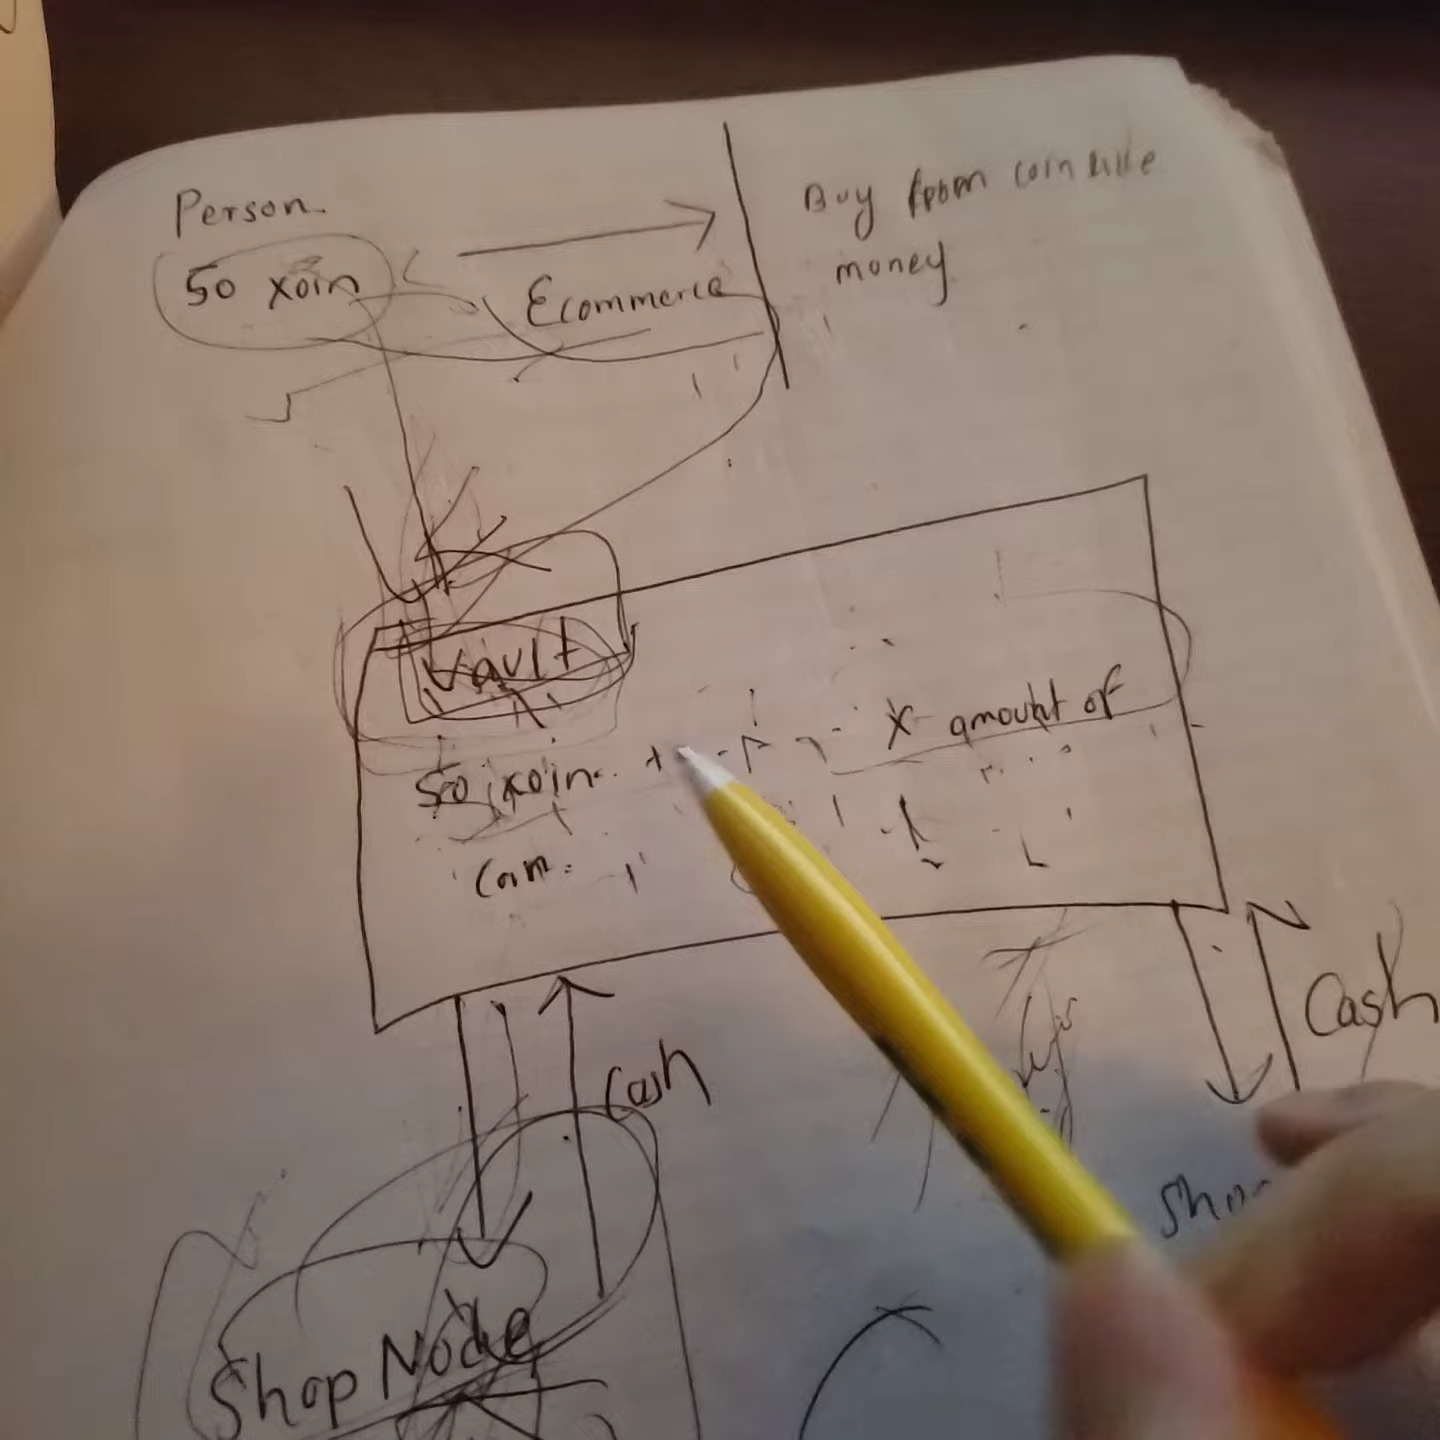 Person.
50 xoin
Ecommerce
Buy from coin like
money
Vault
50 xoin
X amount of
Cash
Cash
Shop Node